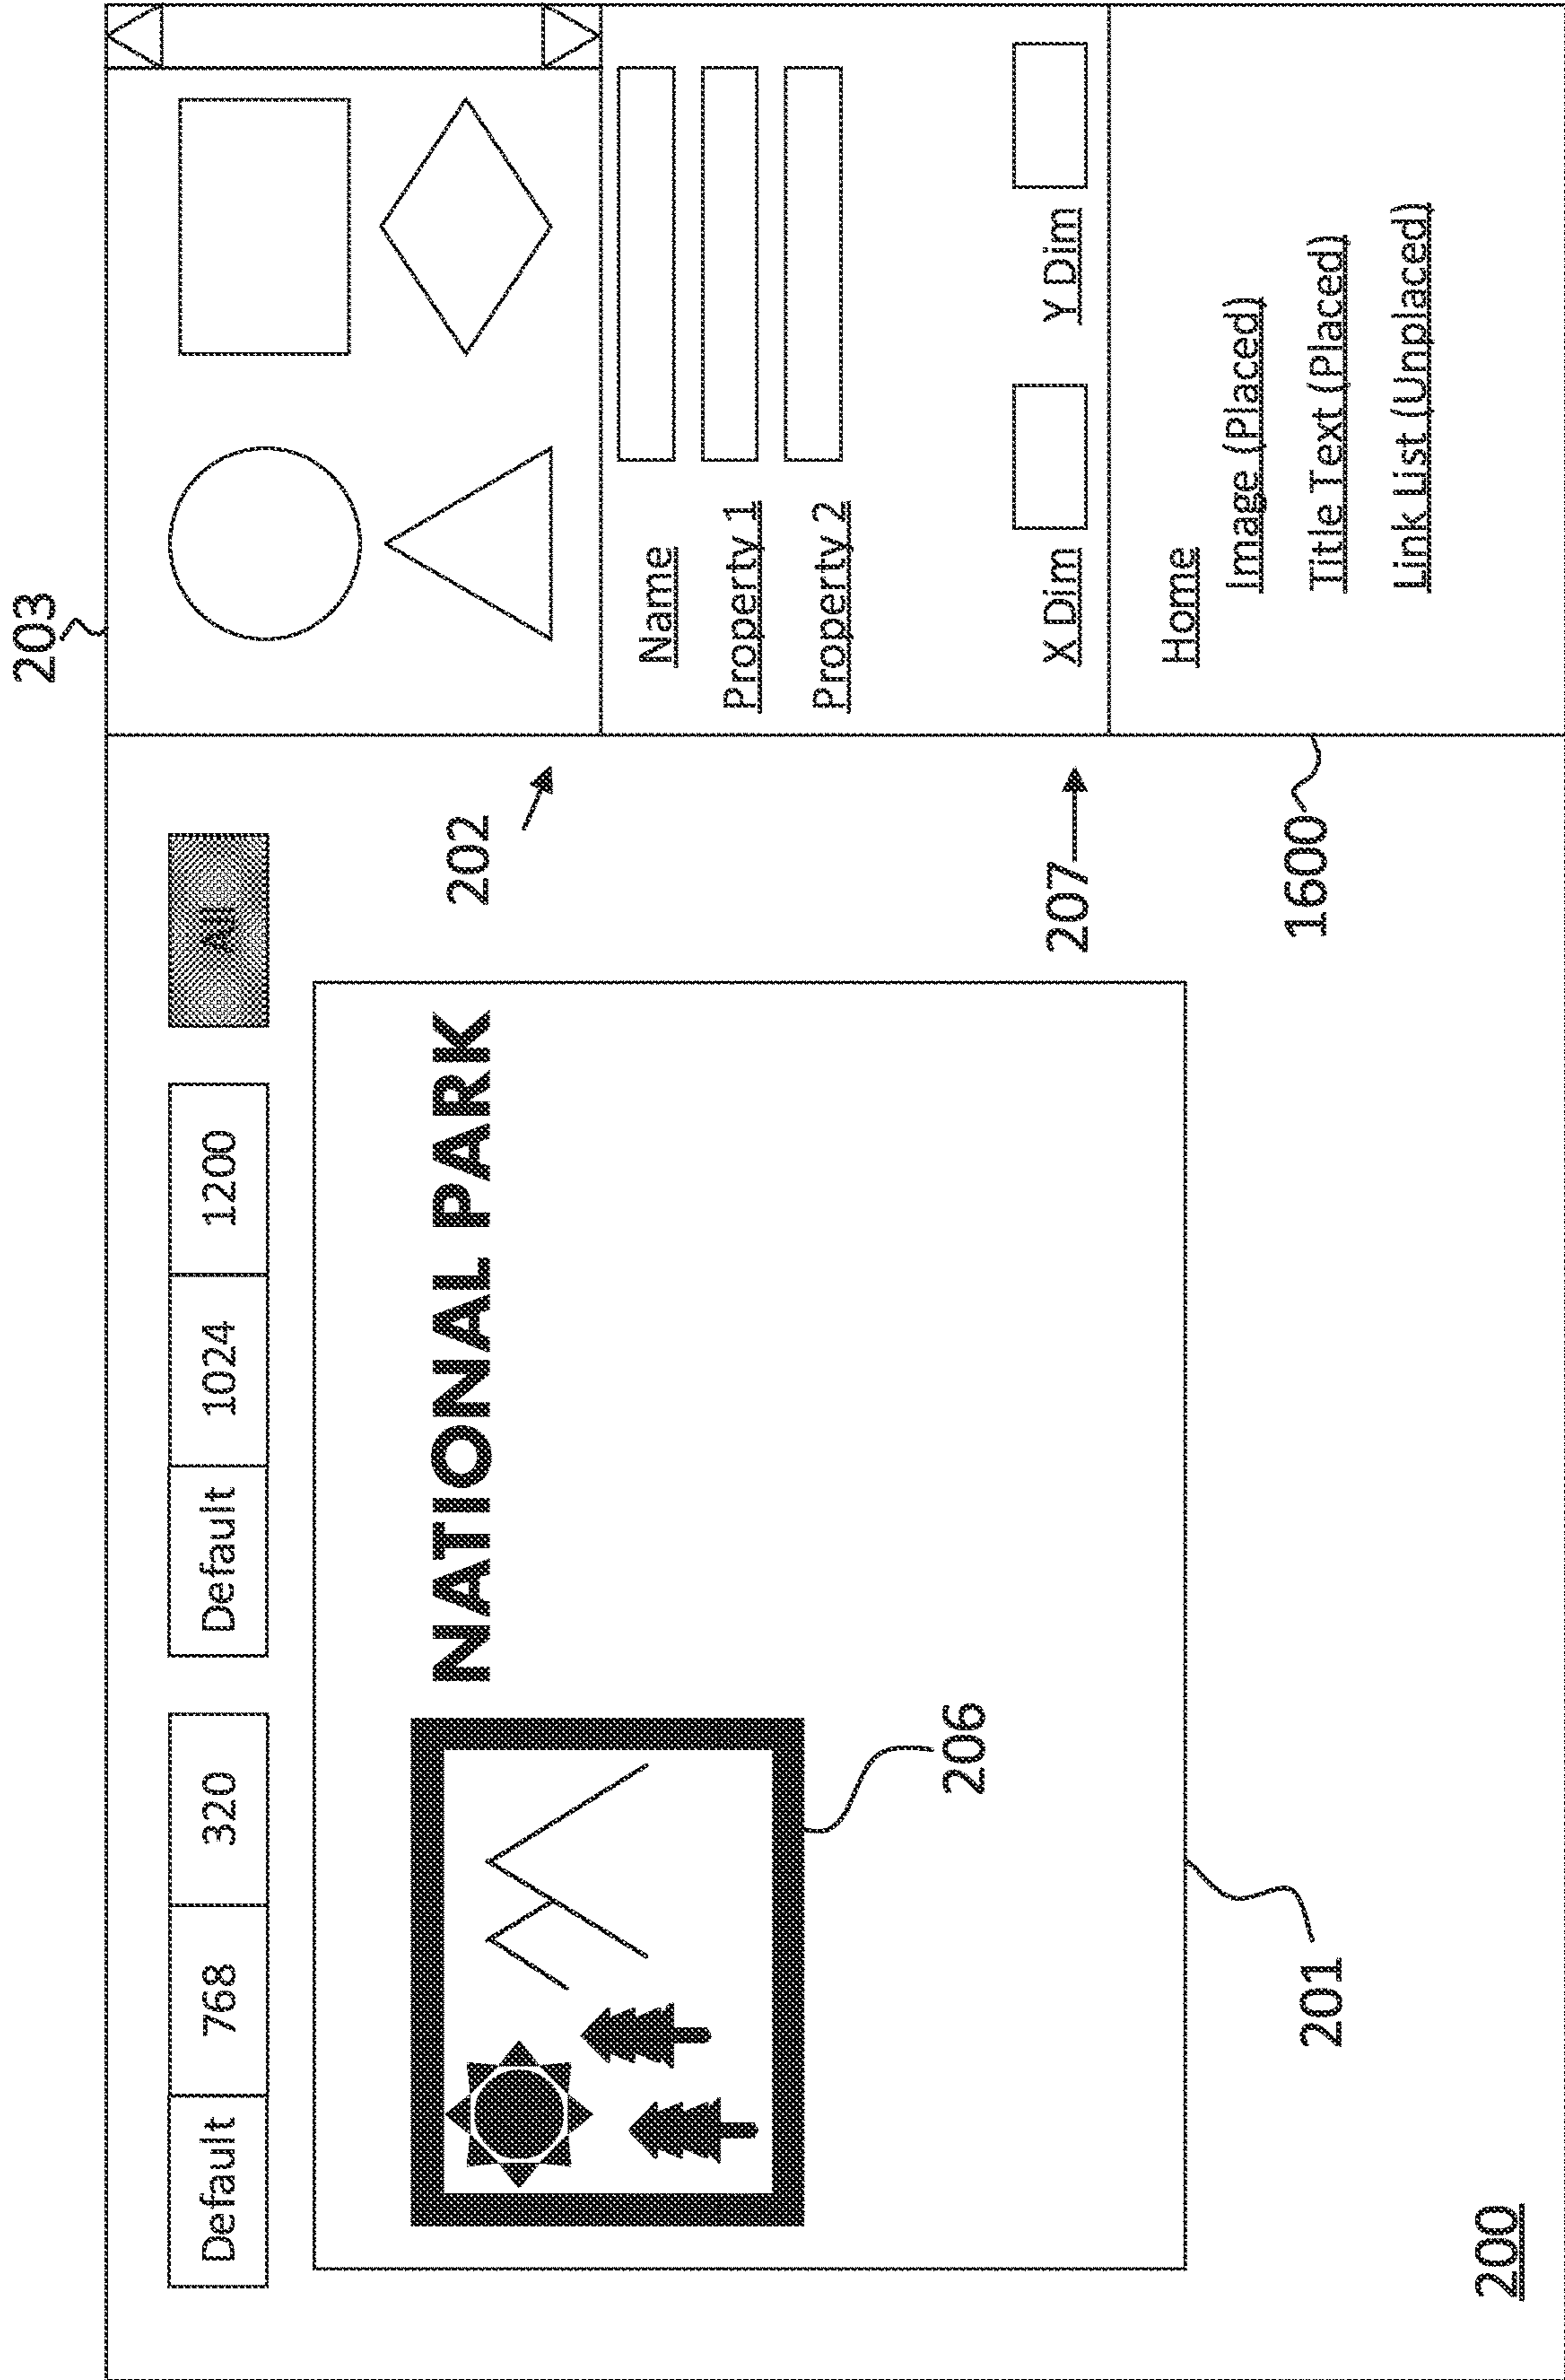 203
Default 768 320 Default 1024 1200 All
NATIONAL PARK
202
206
Name
Property 1
Property 2
207
X Dim Y Dim
201
1600
Home
Image (Placed)
Title Text (Placed)
Link List (Unplaced)
200